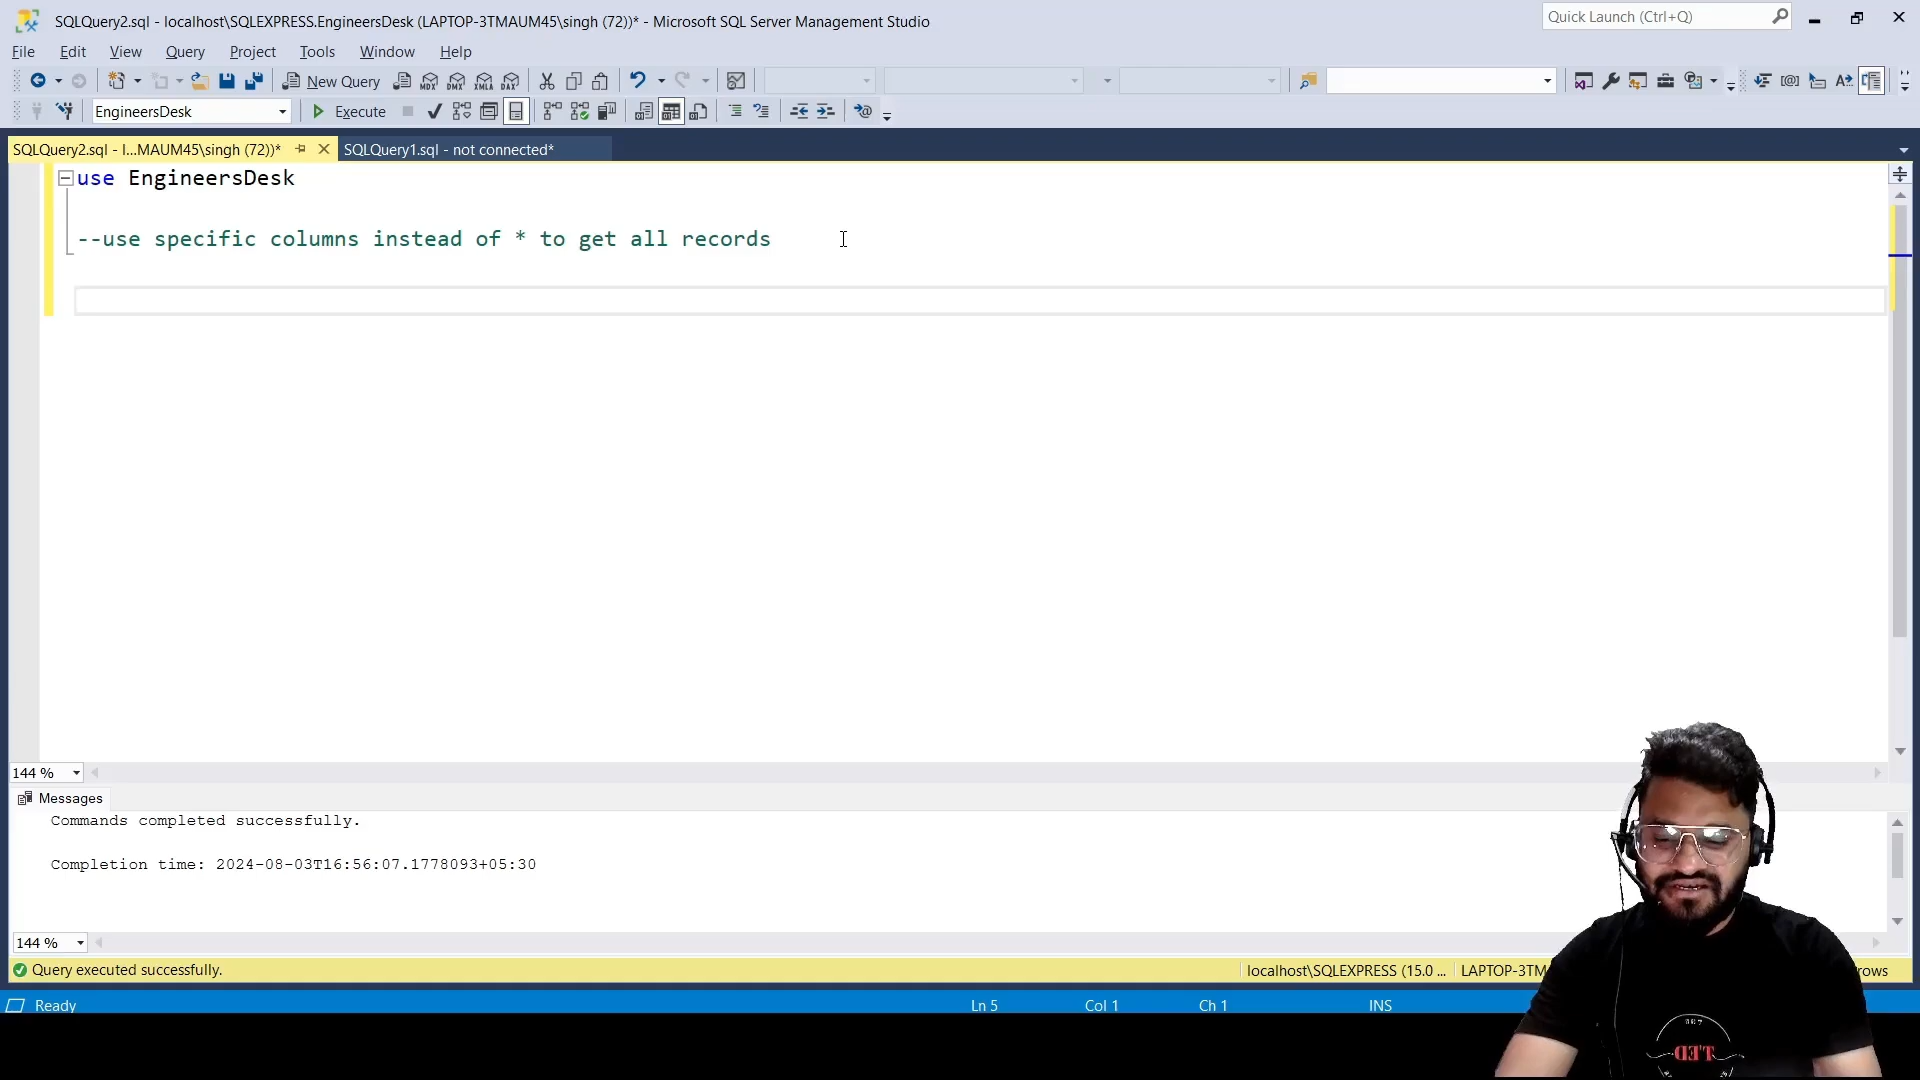 SQLQuery2.sql - localhost\SQLEXPRESS.EngineersDesk (LAPTOP-3TMAUM45\singh (72))* - Microsoft SQL Server Management Studio
Quick Launch (Ctrl+Q)
File Edit View Query Project Tools Window Help
New Query
MDX DMX XMLA DAX
EngineersDesk
Execute
SQLQuery2.sql - l...MAUM45\singh (72))*
SQLQuery1.sql - not connected*
use EngineersDesk
--use specific columns instead of * to get all records
144 %
Messages
Commands completed successfully.
Completion time: 2024-08-03T16:56:07.1778093+05:30
144 %
Query executed successfully.
localhost\SQLEXPRESS (15.0 ...
LAPTOP-3TM
rows
Ready
Ln 5
Col 1
Ch 1
INS